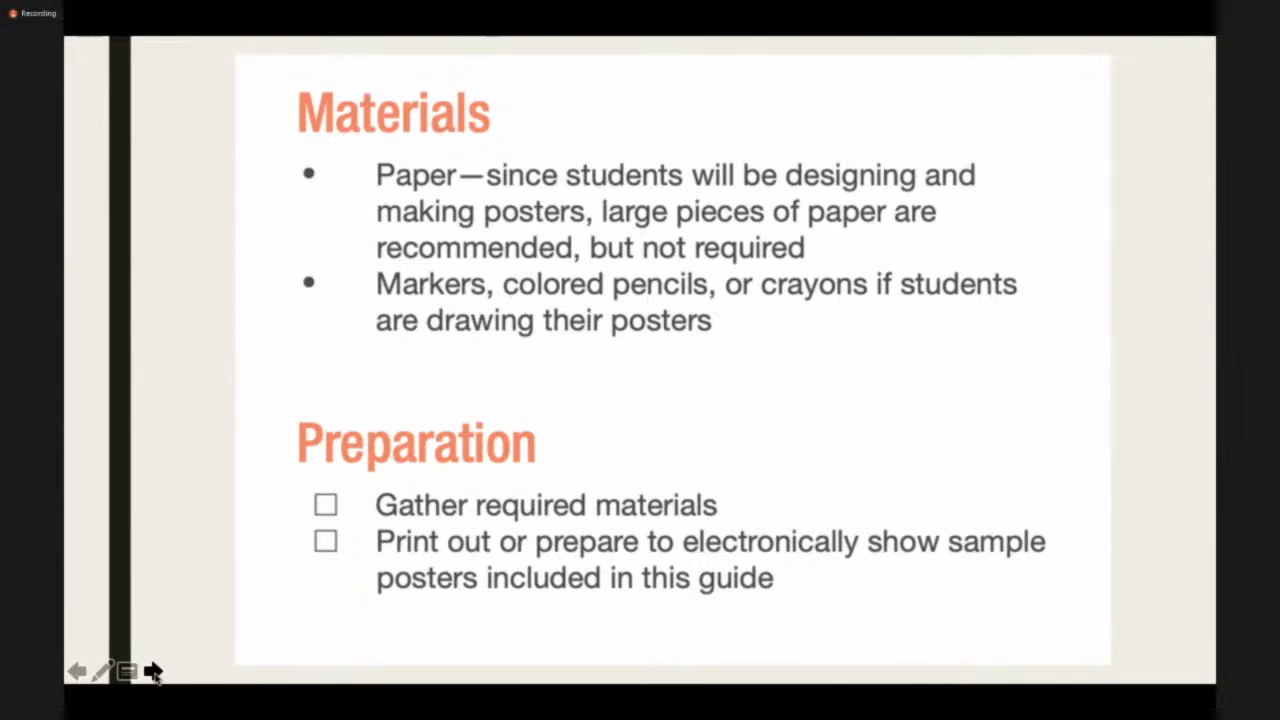 Recording
Materials
• Paper—since students will be designing and
making posters, large pieces of paper are
recommended, but not required
• Markers, colored pencils, or crayons if students
are drawing their posters
Preparation
☐ Gather required materials
☐ Print out or prepare to electronically show sample
posters included in this guide